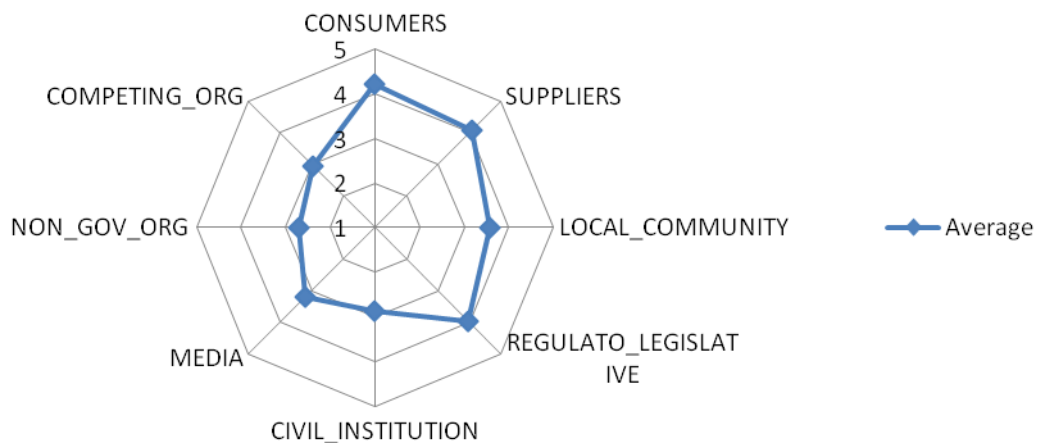 CONSUMERS
5
COMPETING_ORG
SUPPLIERS
4
3
2
NON_GOV_ORG
1
LOCAL_COMMUNITY
Average
MEDIA
REGULATO_LEGISLAT
IVE
CIVIL_INSTITUTION